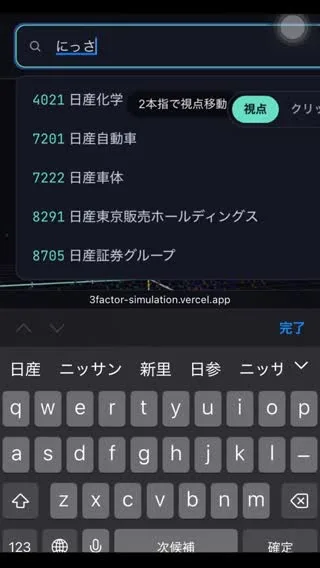 にっさ
4021 日産化学
2本指で視点移動
視点
クリッ
7201 日産自動車
7222 日産車体
8291 日産東京販売ホールディングス
8705 日産証券グループ
3factor-simulation.vercel.app
完了
日産 ニッサン 新里 日参 ニッサ
q w e r t y u i o p
a s d f g h j k l ー
z x c v b n m
123 次候補 確定